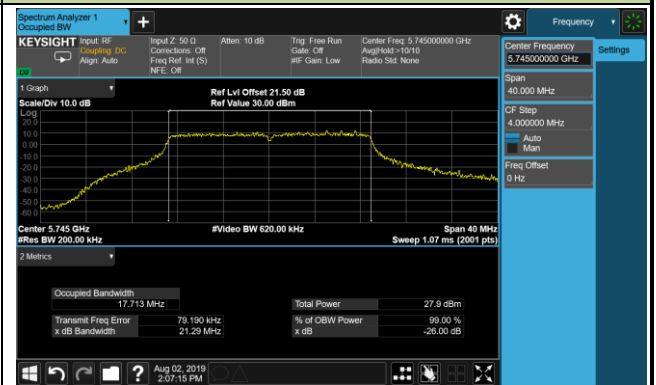 Spectrum Analyzer 1
Occupied BW
Frequency
KEYSIGHT
Input: RF
Coupling: DC
Align: Auto
Input Z: 50 Ω
Corrections: Off
Freq Ref: Int (S)
NFE: Off
Atten: 10 dB
Trig: Free Run
Gate: Off
#IF Gain: Low
Center Freq: 5.745000000 GHz
Avg|Hold:>10/10
Radio Std: None
Center Frequency
5.745000000 GHz
Settings
Span
40.000 MHz
CF Step
4.000000 MHz
Auto
Man
Freq Offset
0 Hz
1 Graph
Scale/Div 10.0 dB
Ref Lvl Offset 21.50 dB
Ref Value 30.00 dBm
Log
20.0
10.0
0.00
-10.0
-20.0
-30.0
-40.0
-50.0
-60.0
Center 5.745 GHz
#Res BW 200.00 kHz
#Video BW 620.00 kHz
Span 40 MHz
Sweep 1.07 ms (2001 pts)
2 Metrics
Occupied Bandwidth
17.713 MHz
Total Power 27.9 dBm
Transmit Freq Error 79.190 kHz
% of OBW Power 99.00 %
x dB Bandwidth 21.29 MHz
x dB -26.00 dB
?
Aug 02, 2019
2:07:15 PM